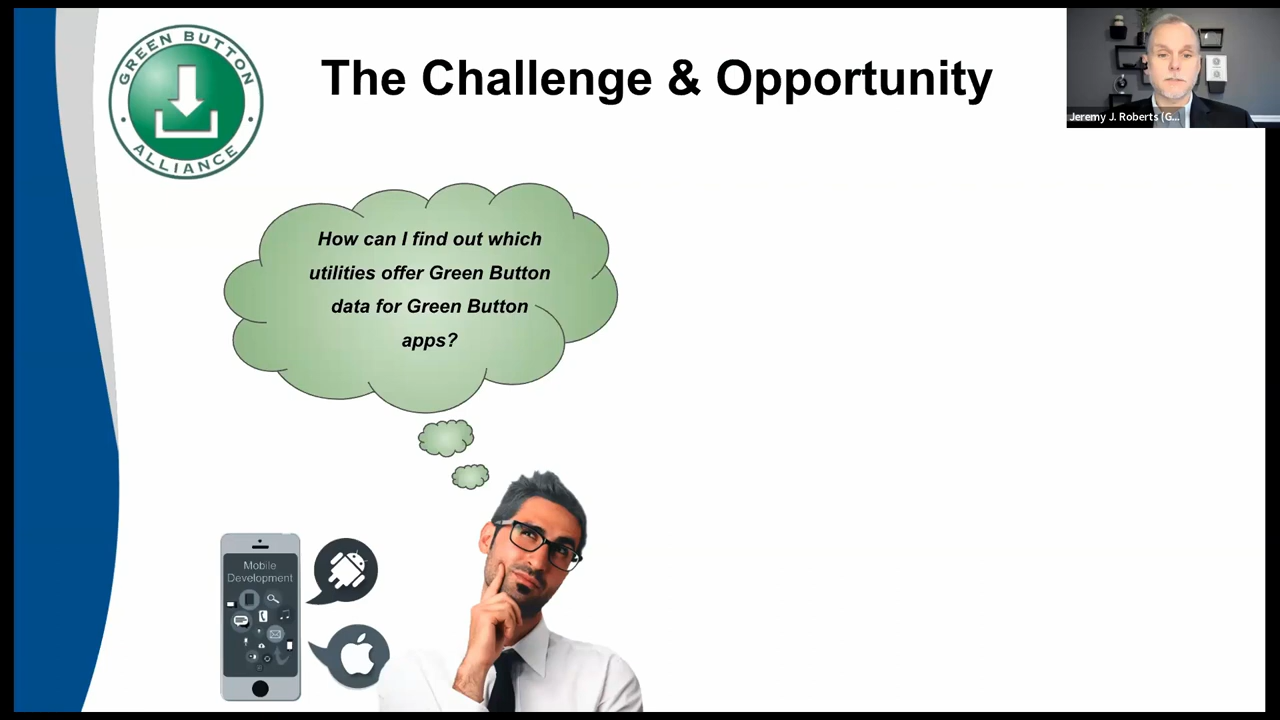 GREEN BUTTON
ALLIANCE
The Challenge & Opportunity
Jeremy J. Roberts (G...
How can I find out which
utilities offer Green Button
data for Green Button
apps?
Mobile
Development